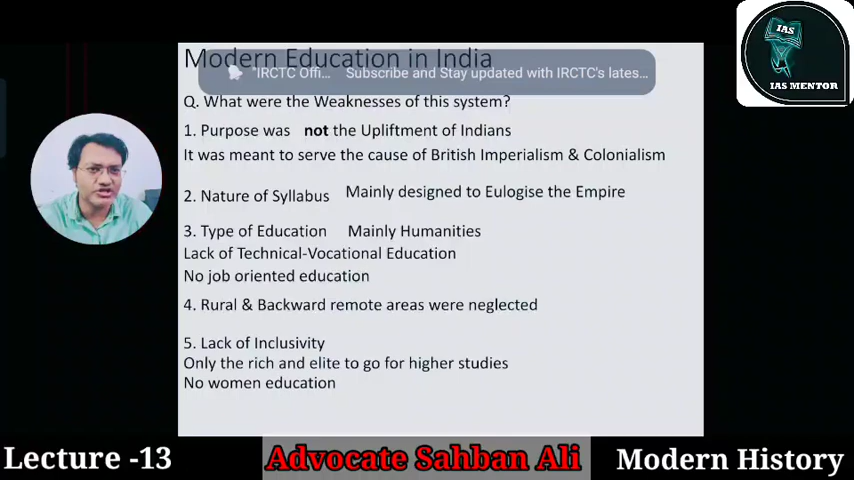 Modern Education in India
"IRCTC Offi... Subscribe and Stay updated with IRCTC's lates...
IAS
IAS MENTOR
Q. What were the Weaknesses of this system?
1. Purpose was not the Upliftment of Indians
It was meant to serve the cause of British Imperialism & Colonialism
2. Nature of Syllabus Mainly designed to Eulogise the Empire
3. Type of Education Mainly Humanities
Lack of Technical-Vocational Education
No job oriented education
4. Rural & Backward remote areas were neglected
5. Lack of Inclusivity
Only the rich and elite to go for higher studies
No women education
Lecture -13 Advocate Sahban Ali Modern History